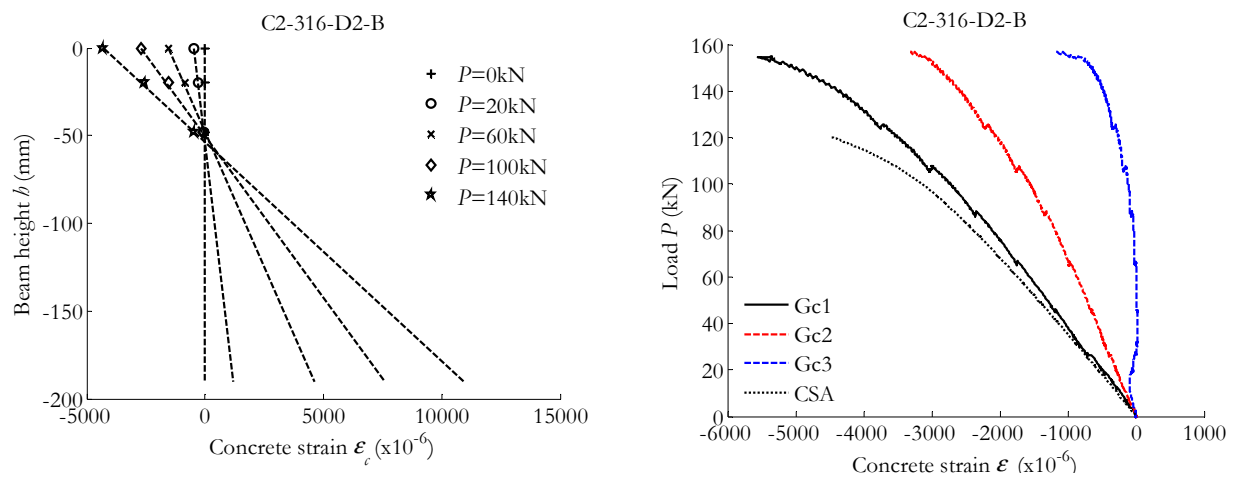 C2-316-D2-B
0
-50
-100
-150
-200
Beam height h (mm)
-5000 0 5000 10000 15000
Concrete strain ε_c (x10^-6)
P=0kN
P=20kN
P=60kN
P=100kN
P=140kN
C2-316-D2-B
160
140
120
100
80
60
40
20
0
Load P (kN)
-6000 -5000 -4000 -3000 -2000 -1000 0 1000
Concrete strain ε (x10^-6)
Gc1
Gc2
Gc3
CSA